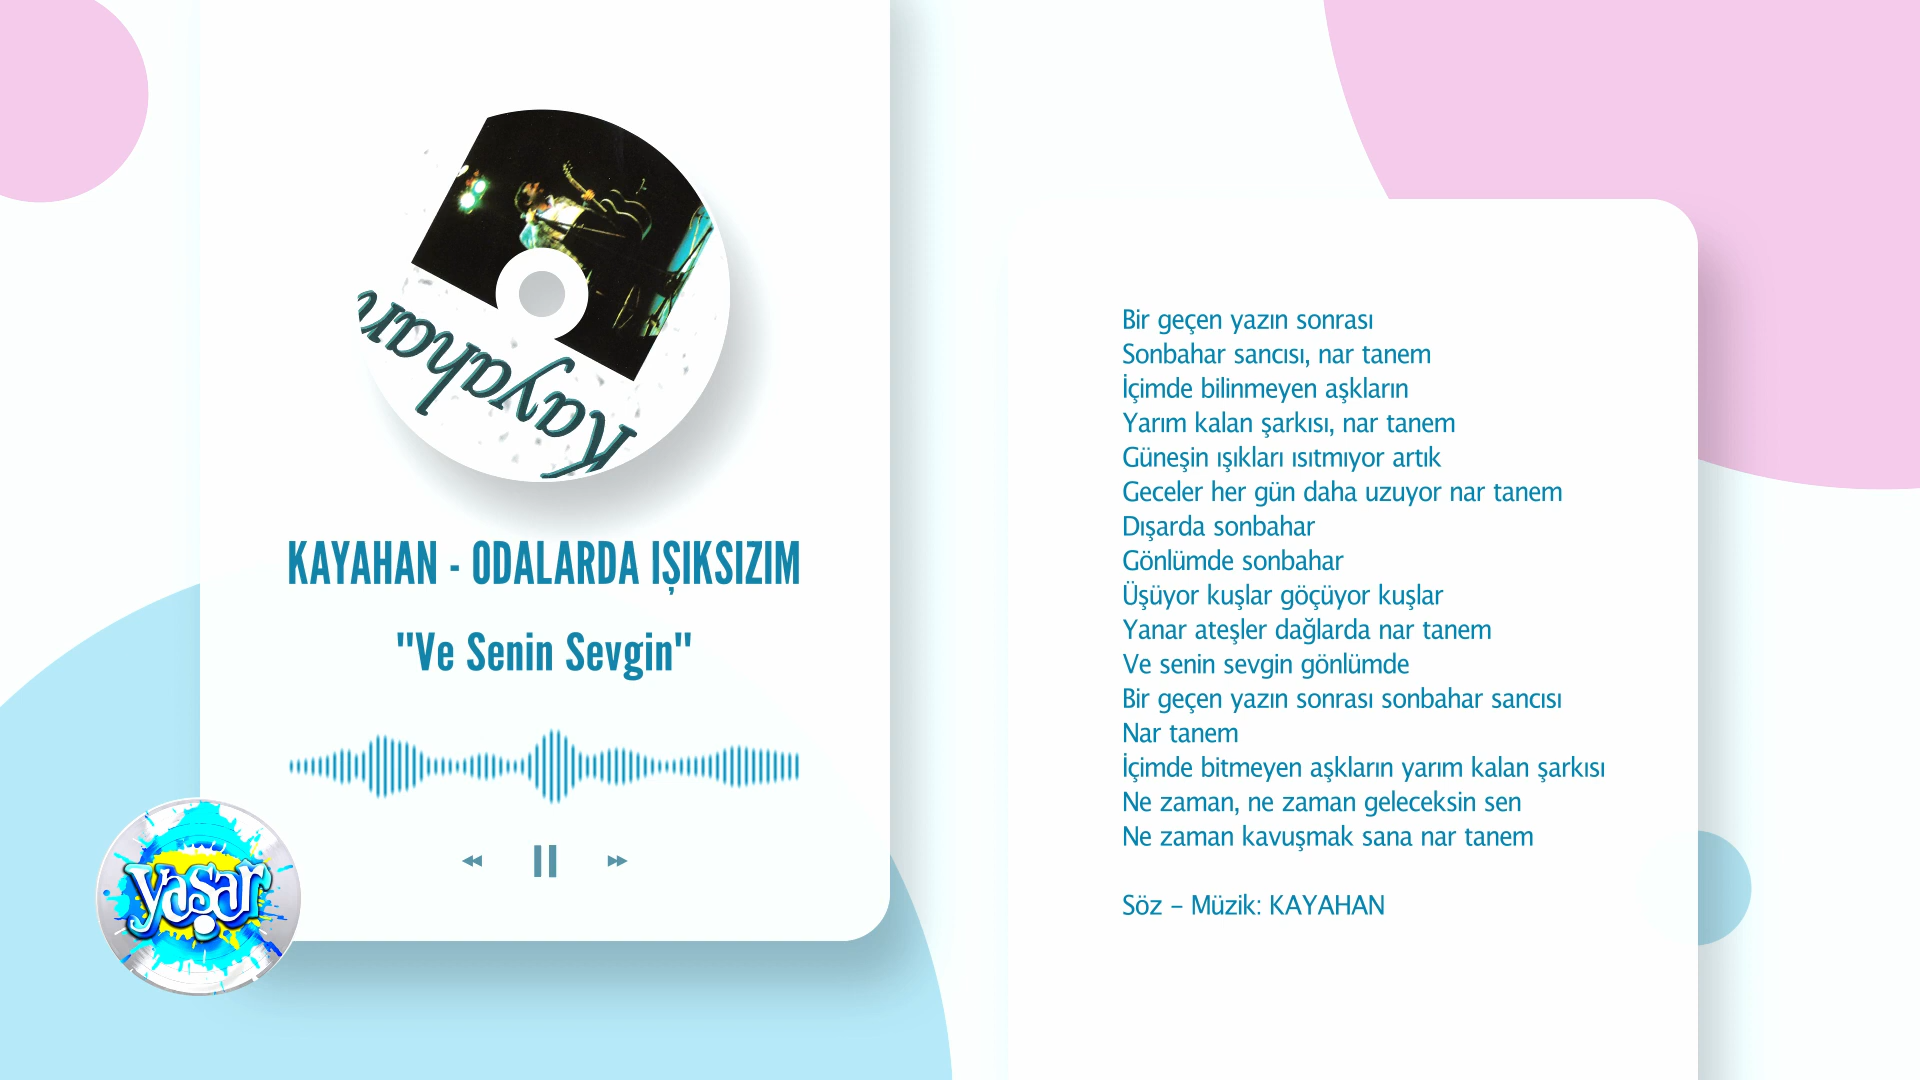 Kayahan
KAYAHAN - ODALARDA IŞIKSIZIM
"Ve Senin Sevgin"
yaşar
Bir geçen yazın sonrası
Sonbahar sancısı, nar tanem
İçimde bilinmeyen aşkların
Yarım kalan şarkısı, nar tanem
Güneşin ışıkları ısıtmıyor artık
Geceler her gün daha uzuyor nar tanem
Dışarda sonbahar
Gönlümde sonbahar
Üşüyor kuşlar göçüyor kuşlar
Yanar ateşler dağlarda nar tanem
Ve senin sevgin gönlümde
Bir geçen yazın sonrası sonbahar sancısı
Nar tanem
İçimde bitmeyen aşkların yarım kalan şarkısı
Ne zaman, ne zaman geleceksin sen
Ne zaman kavuşmak sana nar tanem
Söz – Müzik: KAYAHAN